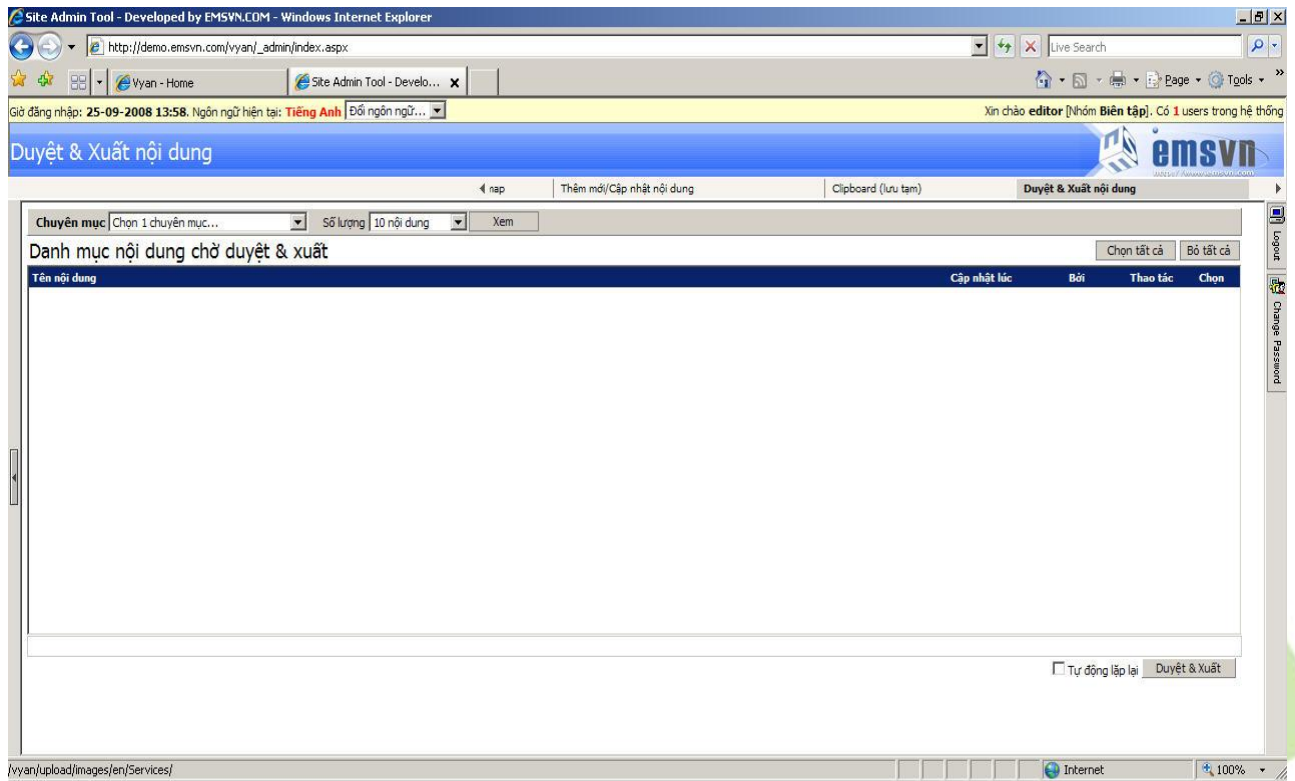 Site Admin Tool - Developed by EMSVN.COM - Windows Internet Explorer
http://demo.emsvn.com/vyan/_admin/index.aspx
Live Search
Vyan - Home
Site Admin Tool - Develo...
Page
Tools
Giờ đăng nhập: 25-09-2008 13:58. Ngôn ngữ hiện tại: Tiếng Anh Đổi ngôn ngữ...
Xin chào editor [Nhóm Biên tập]. Có 1 users trong hệ thống
Duyệt & Xuất nội dung
emsvn
nap
Thêm mới/Cập nhật nội dung
Clipboard (lưu tạm)
Duyệt & Xuất nội dung
Chuyên mục Chọn 1 chuyên mục... Số lượng 10 nội dung Xem
Logout
Danh mục nội dung chờ duyệt & xuất
Chọn tất cả Bỏ tất cả
Tên nội dung Cập nhật lúc Bởi Thao tác Chọn
Change Password
Tự động lặp lại Duyệt & Xuất
/vyan/upload/images/en/Services/
Internet
100%